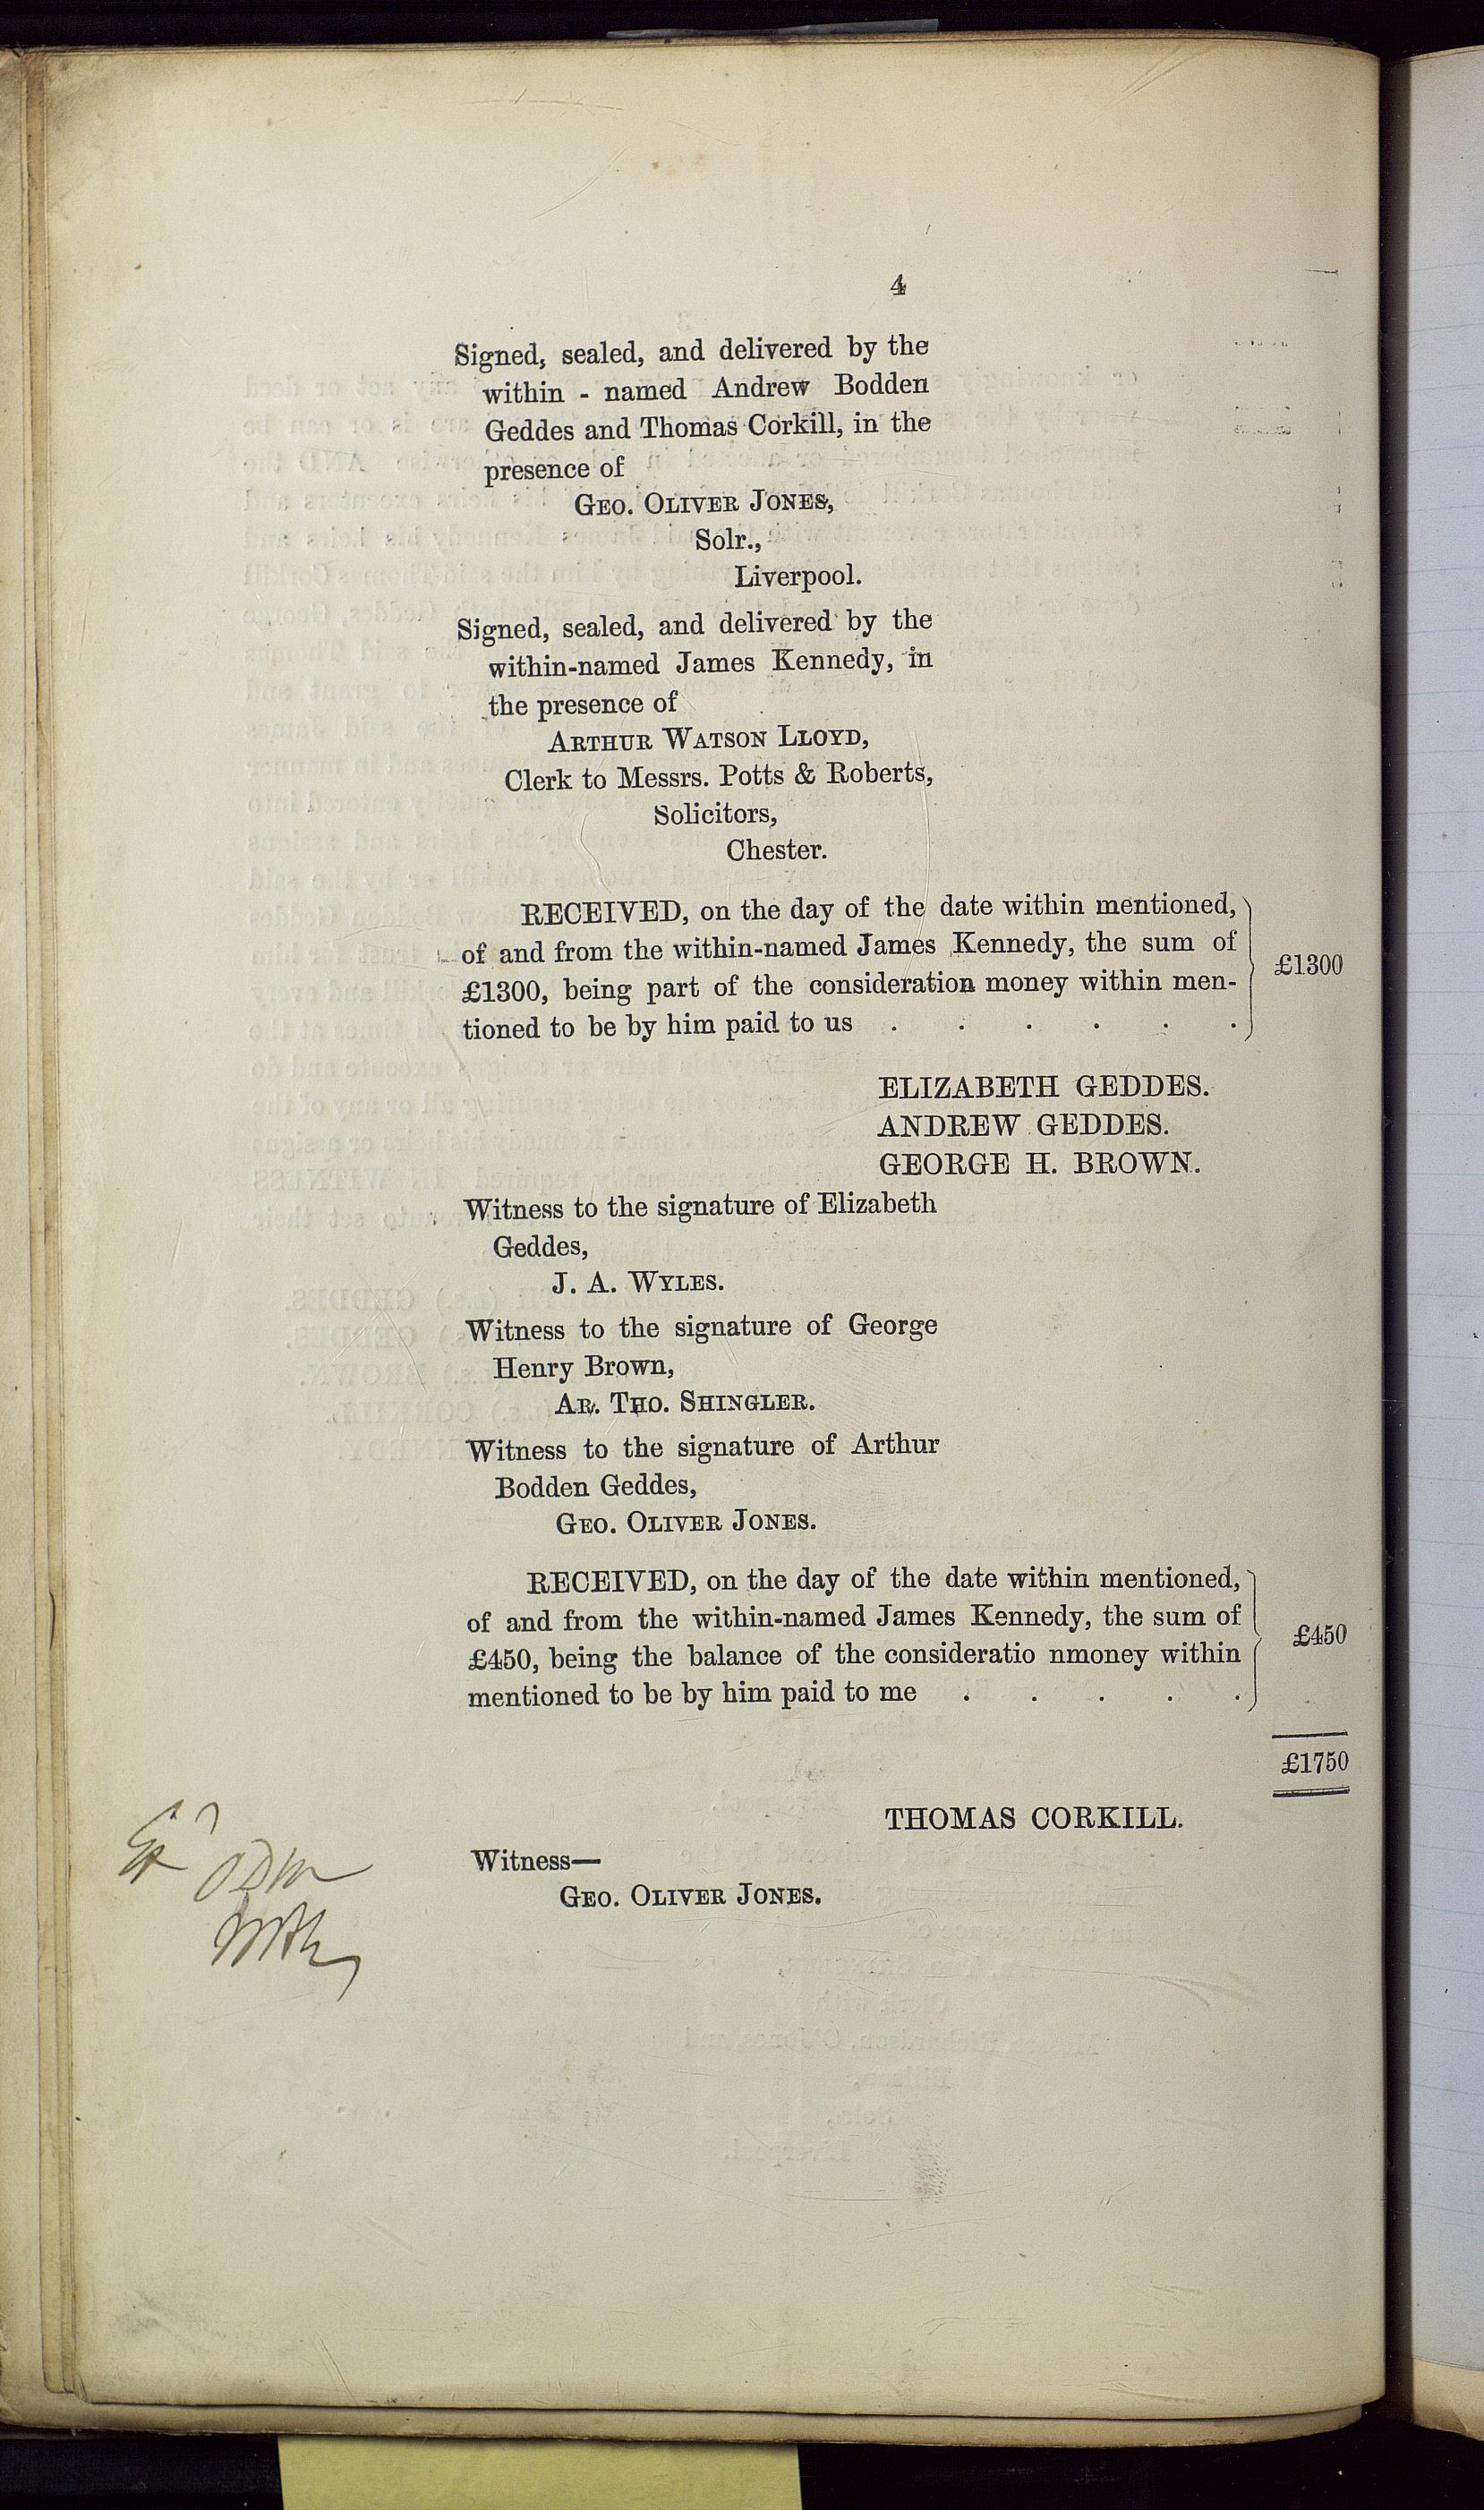 4
Signed, sealed, and delivered by the
within - named Andrew Bodden
Geddes and Thomas Corkill, in the
presence of
GEO. OLIVER JONES,
Solr.,
Liverpool.
Signed, sealed, and delivered by the
within-named James Kennedy, in
the presence of
ARTHUR WATSON LLOYD,
Clerk to Messrs. Potts & Roberts,
Solicitors,
Chester.
RECEIVED, on the day of the date within mentioned,
of and from the within-named James Kennedy, the sum of
£1300, being part of the consideration money within men-
tioned to be by him paid to us . . . . . .
£1300
ELIZABETH GEDDES.
ANDREW GEDDES.
GEORGE H. BROWN.
Witness to the signature of Elizabeth
Geddes,
J. A. WYLES.
Witness to the signature of George
Henry Brown,
AR. THO. SHINGLER.
Witness to the signature of Arthur
Bodden Geddes,
GEO. OLIVER JONES.
RECEIVED, on the day of the date within mentioned,
of and from the within-named James Kennedy, the sum of
£450, being the balance of the consideratio nmoney within
mentioned to be by him paid to me . . . . .
£450
£1750
THOMAS CORKILL.
Witness—
GEO. OLIVER JONES.